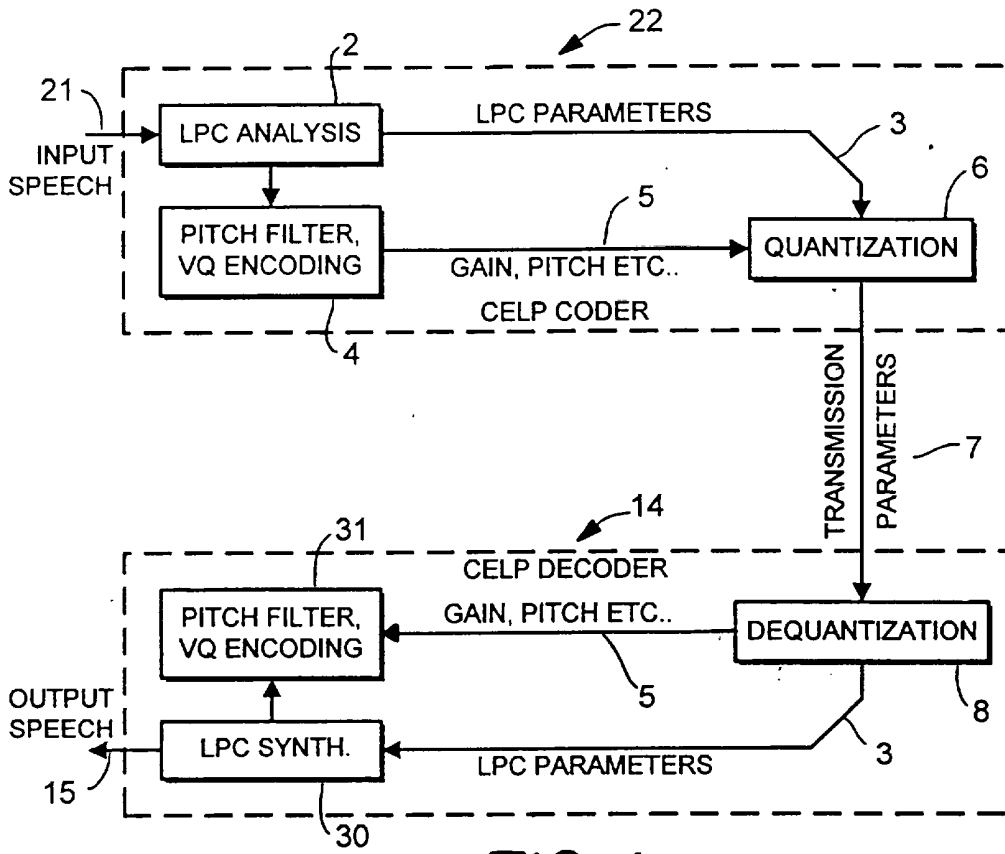 22
2
21
LPC ANALYSIS
LPC PARAMETERS
3
INPUT
SPEECH
5
6
PITCH FILTER,
VQ ENCODING
GAIN, PITCH ETC..
QUANTIZATION
CELP CODER
4
TRANSMISSION
PARAMETERS
7
14
31
CELP DECODER
PITCH FILTER,
VQ ENCODING
GAIN, PITCH ETC..
DEQUANTIZATION
5
8
OUTPUT
SPEECH
LPC SYNTH.
LPC PARAMETERS
3
15
30